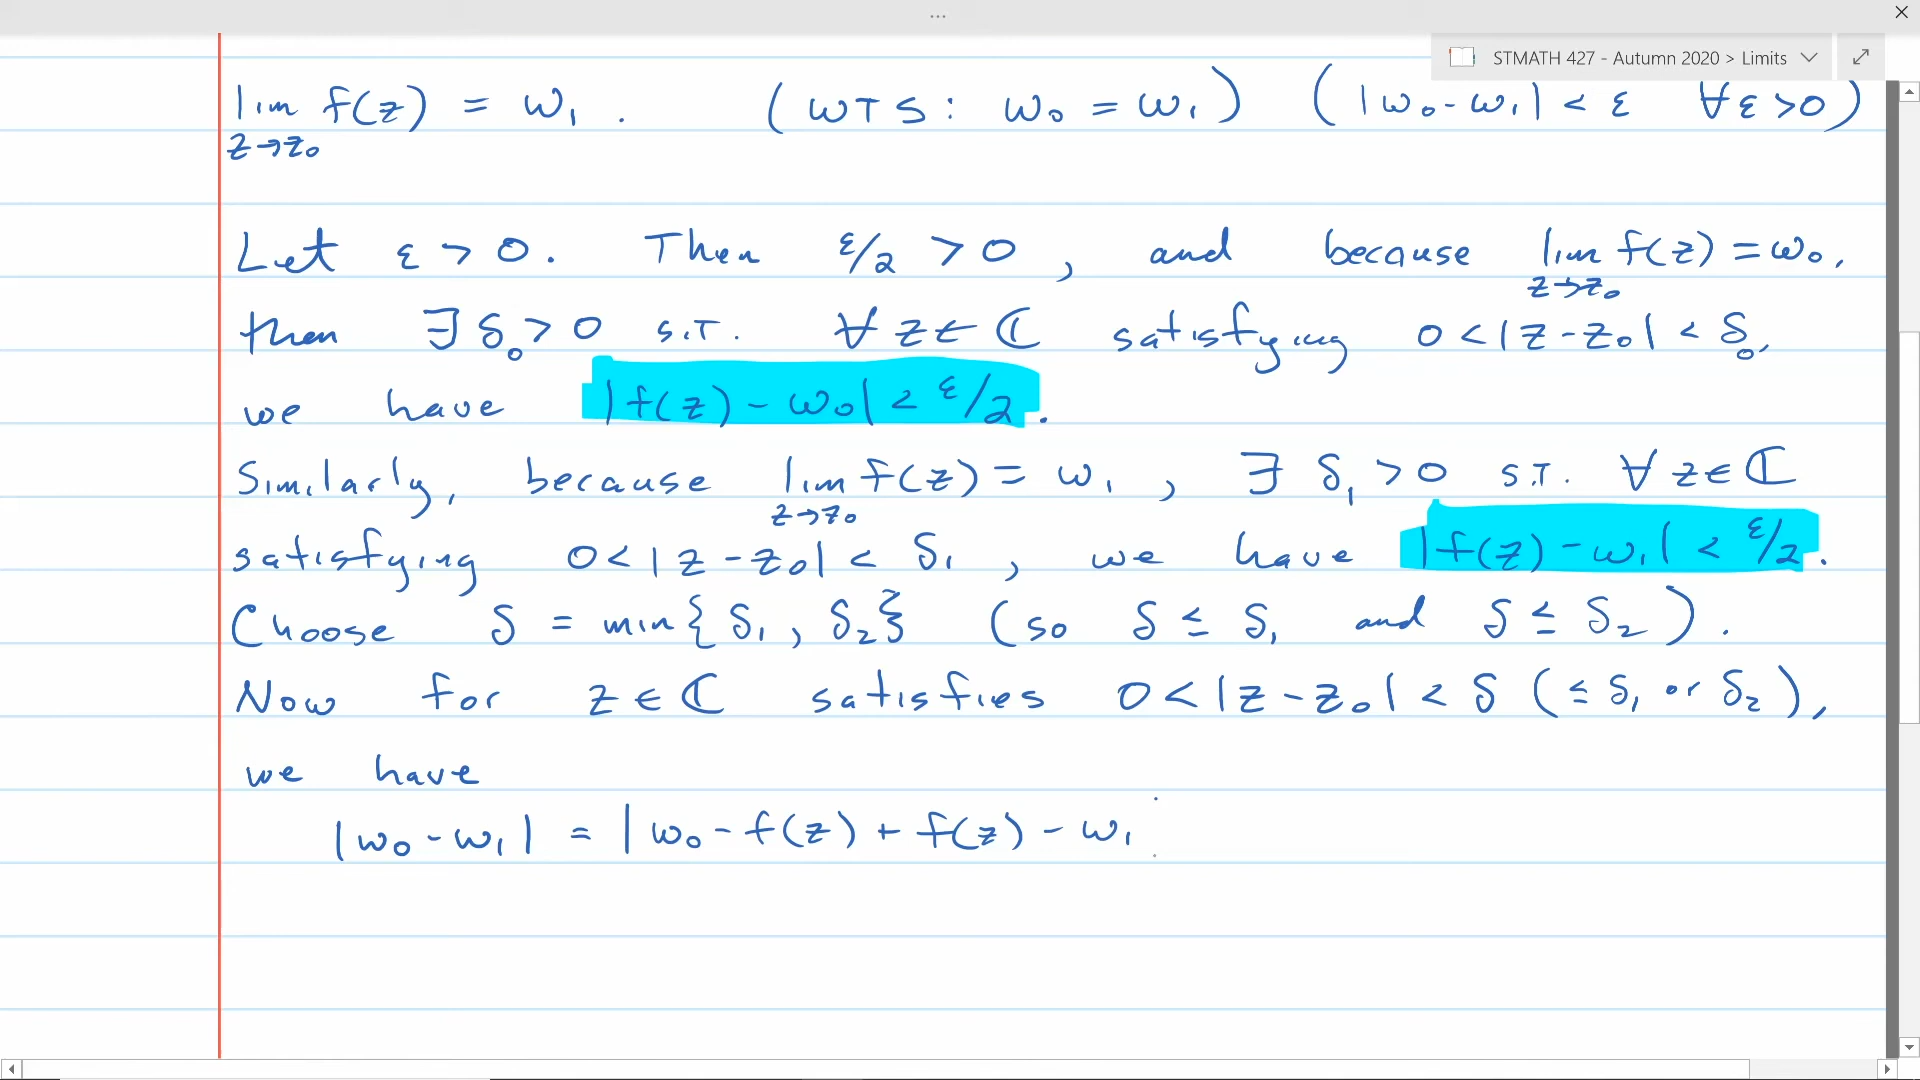 STMATH 427 - Autumn 2020 > Limits
lim f(z) = w₁ . (WTS: w₀ = w₁) (|w₀ - w₁| < ε ∀ε >0)
z→z₀
Let ε > 0. Then ε/2 > 0 , and because lim f(z) = w₀,
z→z₀
then ∃ δ₀ > 0 s.t. ∀ z ∈ ℂ satisfying 0 < |z - z₀| < δ₀,
we have |f(z) - w₀| < ε/2 .
Similarly, because lim f(z) = w₁ , ∃ δ₁ > 0 s.t. ∀ z ∈ ℂ
z→z₀
satisfying 0 < |z - z₀| < δ₁ , we have |f(z) - w₁| < ε/2 .
Choose δ = min{δ₁ , δ₂} (so δ ≤ δ₁ and δ ≤ δ₂) .
Now for z ∈ ℂ satisfies 0 < |z - z₀| < δ (≤ δ₁ or δ₂),
we have
|w₀ - w₁| = |w₀ - f(z) + f(z) - w₁